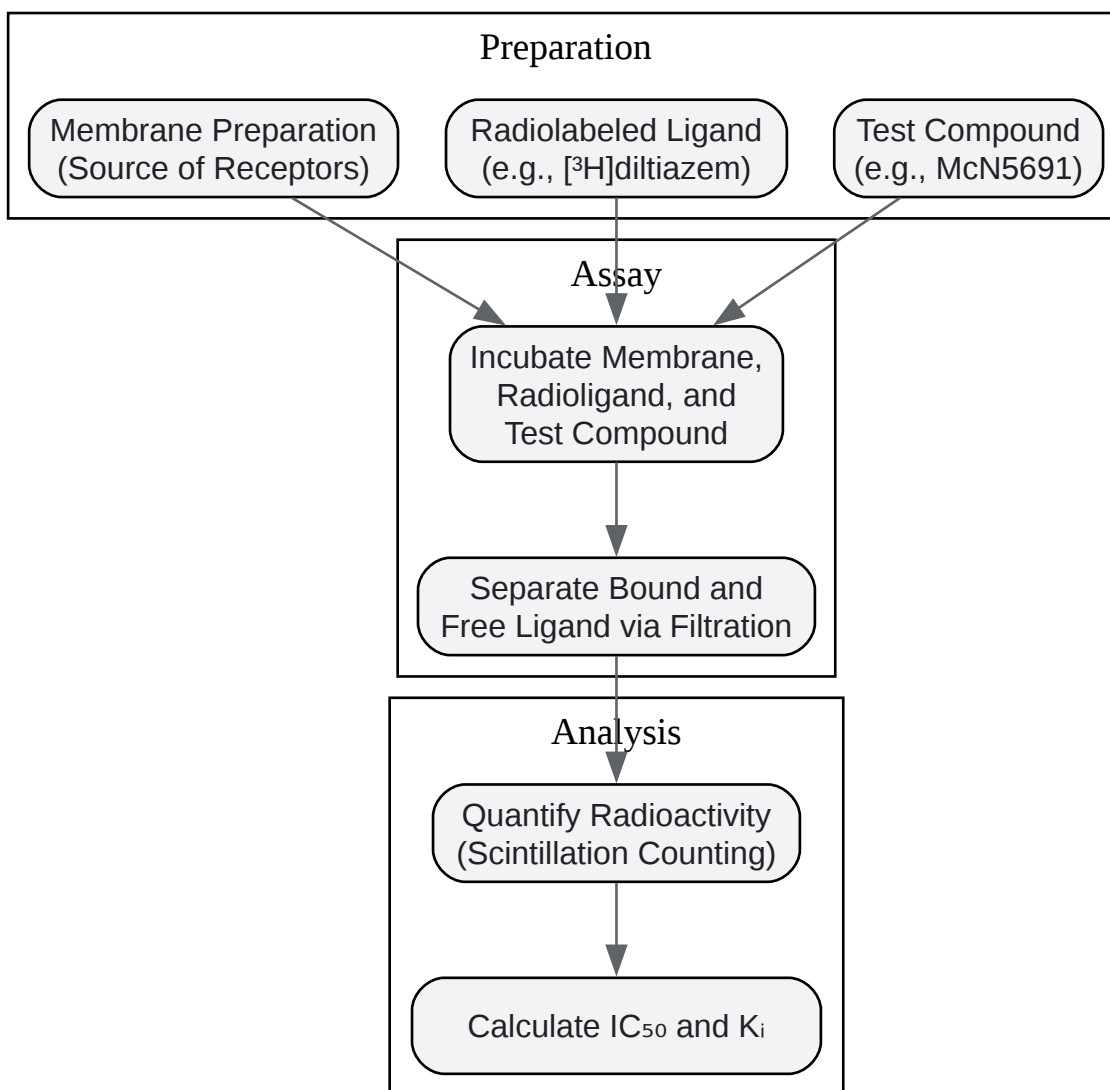 Preparation
Membrane Preparation
(Source of Receptors)
Radiolabeled Ligand
(e.g., [³H]diltiazem)
Test Compound
(e.g., McN5691)
Assay
Incubate Membrane,
Radioligand, and
Test Compound
Separate Bound and
Free Ligand via Filtration
Analysis
Quantify Radioactivity
(Scintillation Counting)
Calculate IC₅₀ and Kᵢ